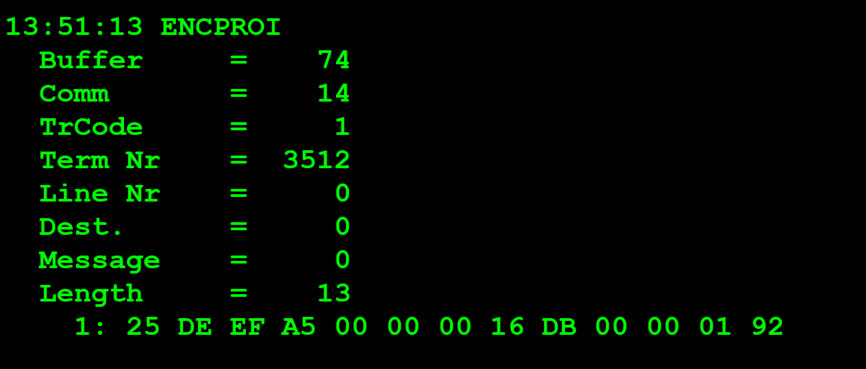 13:51:13 ENCPROI
Buffer = 74
Comm = 14
TrCode = 1
Term Nr = 3512
Line Nr = 0
Dest. = 0
Message = 0
Length = 13
1: 25 DE EF A5 00 00 00 16 DB 00 00 01 92